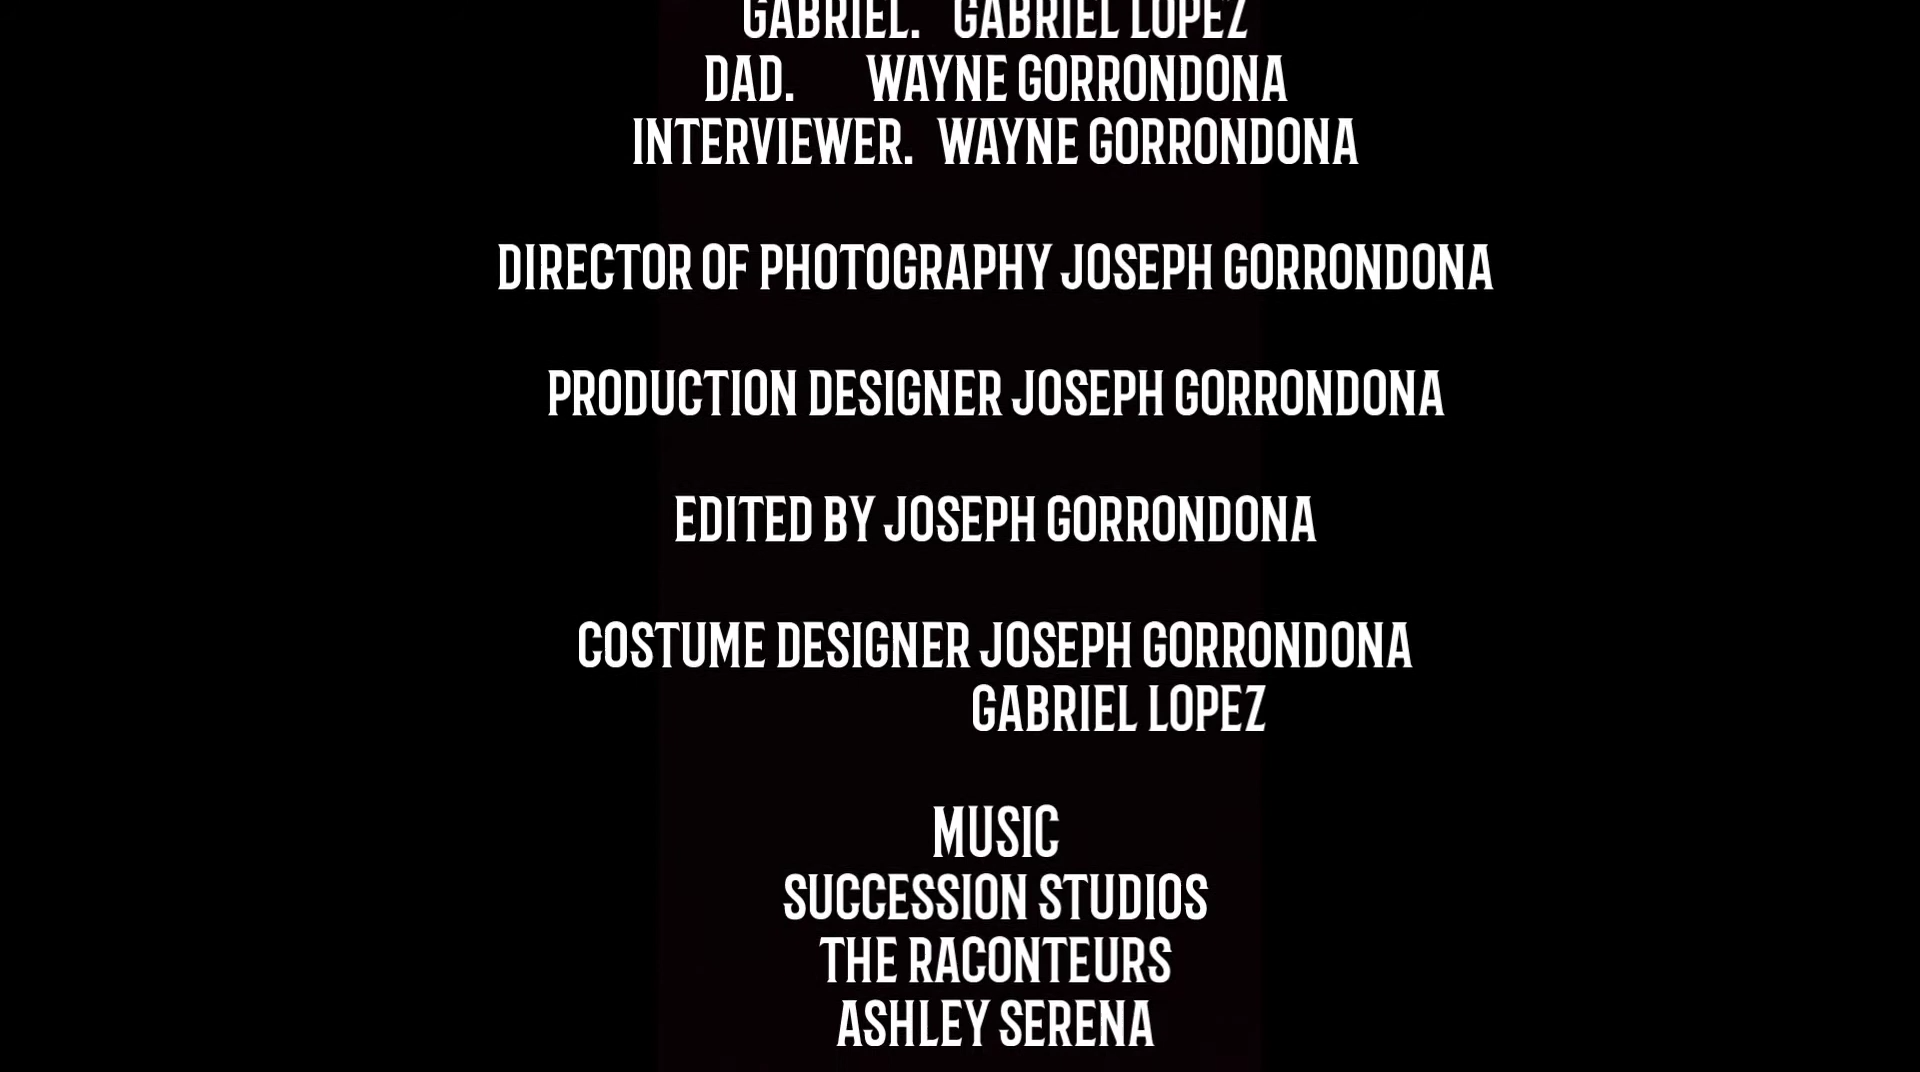 GABRIEL. GABRIEL LOPEZ
DAD. WAYNE GORRONDONA
INTERVIEWER. WAYNE GORRONDONA
DIRECTOR OF PHOTOGRAPHY JOSEPH GORRONDONA
PRODUCTION DESIGNER JOSEPH GORRONDONA
EDITED BY JOSEPH GORRONDONA
COSTUME DESIGNER JOSEPH GORRONDONA
GABRIEL LOPEZ
MUSIC
SUCCESSION STUDIOS
THE RACONTEURS
ASHLEY SERENA